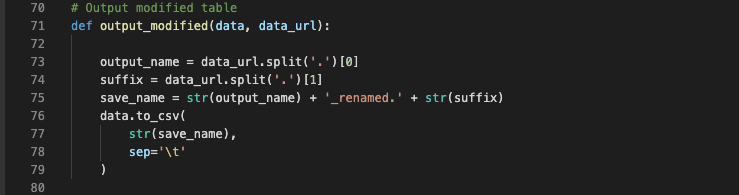 70 # Output modified table
71 def output_modified(data, data_url):
72
73     output_name = data_url.split('.')[0]
74     suffix = data_url.split('.')[1]
75     save_name = str(output_name) + '_renamed.' + str(suffix)
76     data.to_csv(
77         str(save_name),
78         sep='\t'
79     )
80